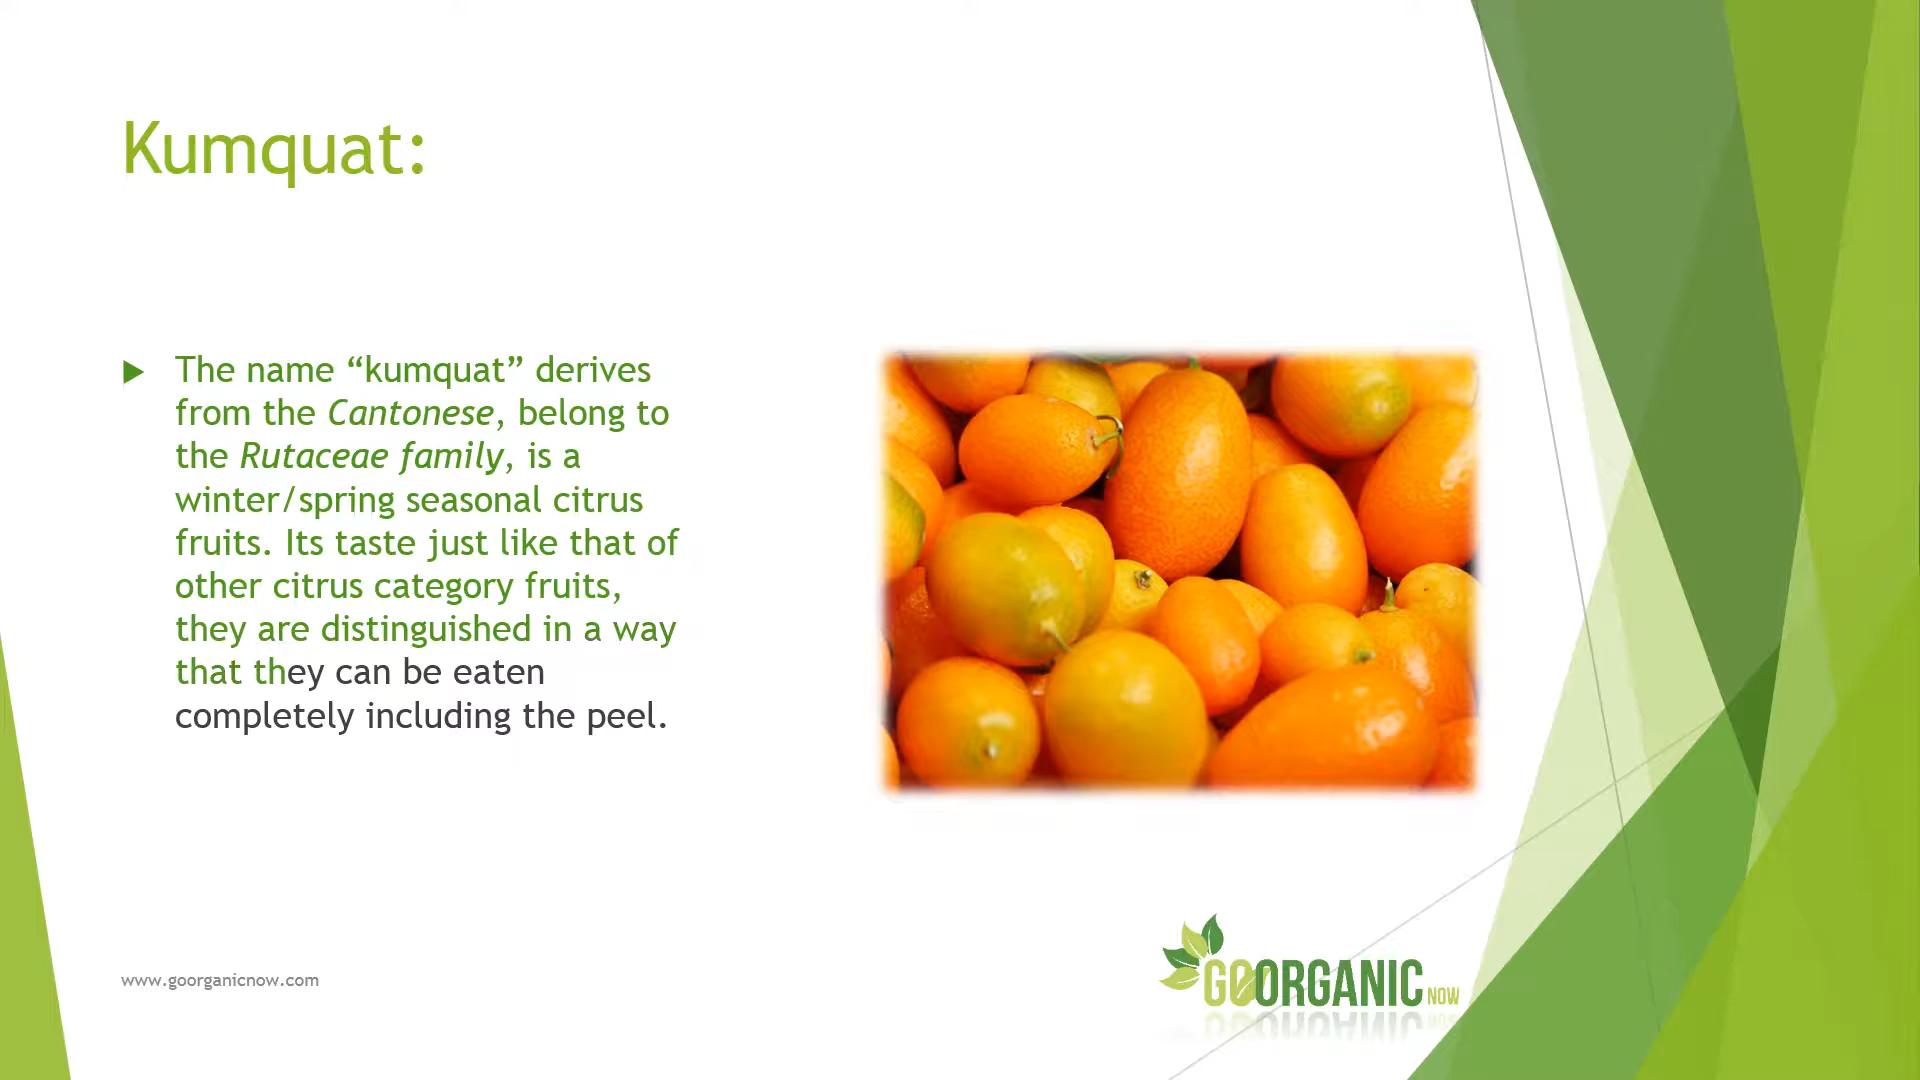 Kumquat:
The name “kumquat” derives
from the Cantonese, belong to
the Rutaceae family, is a
winter/spring seasonal citrus
fruits. Its taste just like that of
other citrus category fruits,
they are distinguished in a way
that they can be eaten
completely including the peel.
www.goorganicnow.com
GOORGANIC NOW